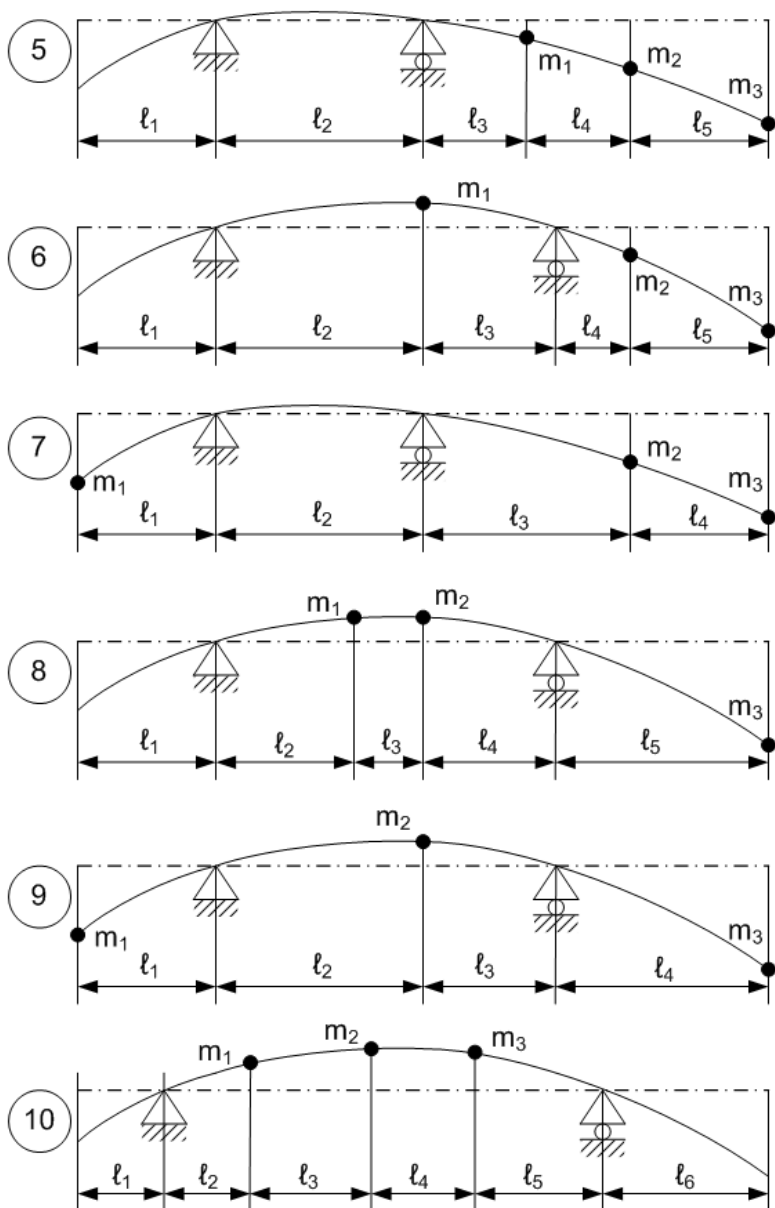 5
m₁
m₂
m₃
ℓ₁ ℓ₂ ℓ₃ ℓ₄ ℓ₅
6
m₁
m₂
m₃
ℓ₁ ℓ₂ ℓ₃ ℓ₄ ℓ₅
7
m₁
m₂
m₃
ℓ₁ ℓ₂ ℓ₃ ℓ₄
8
m₁ m₂
m₃
ℓ₁ ℓ₂ ℓ₃ ℓ₄ ℓ₅
9
m₂
m₁
m₃
ℓ₁ ℓ₂ ℓ₃ ℓ₄
10
m₁ m₂ m₃
ℓ₁ ℓ₂ ℓ₃ ℓ₄ ℓ₅ ℓ₆